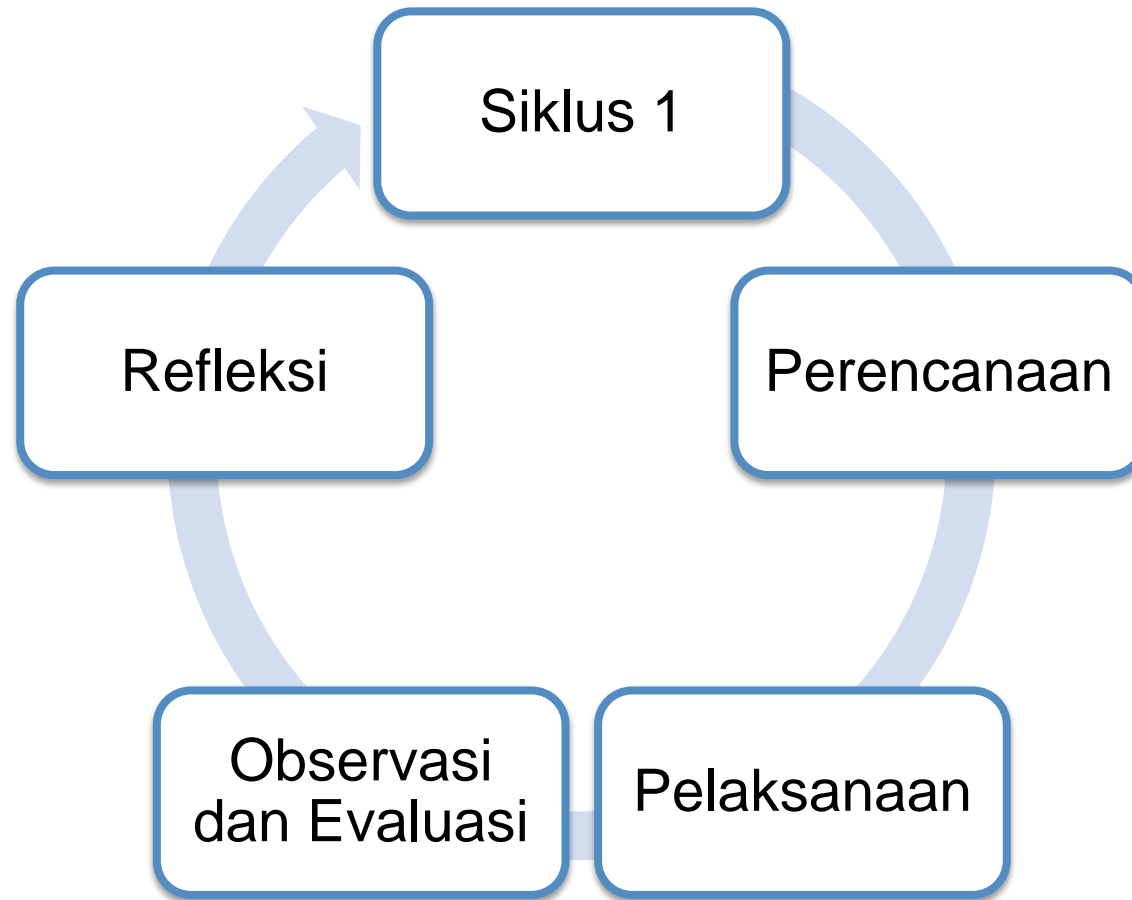 Siklus 1
Perencanaan
Pelaksanaan
Observasi
dan Evaluasi
Refleksi